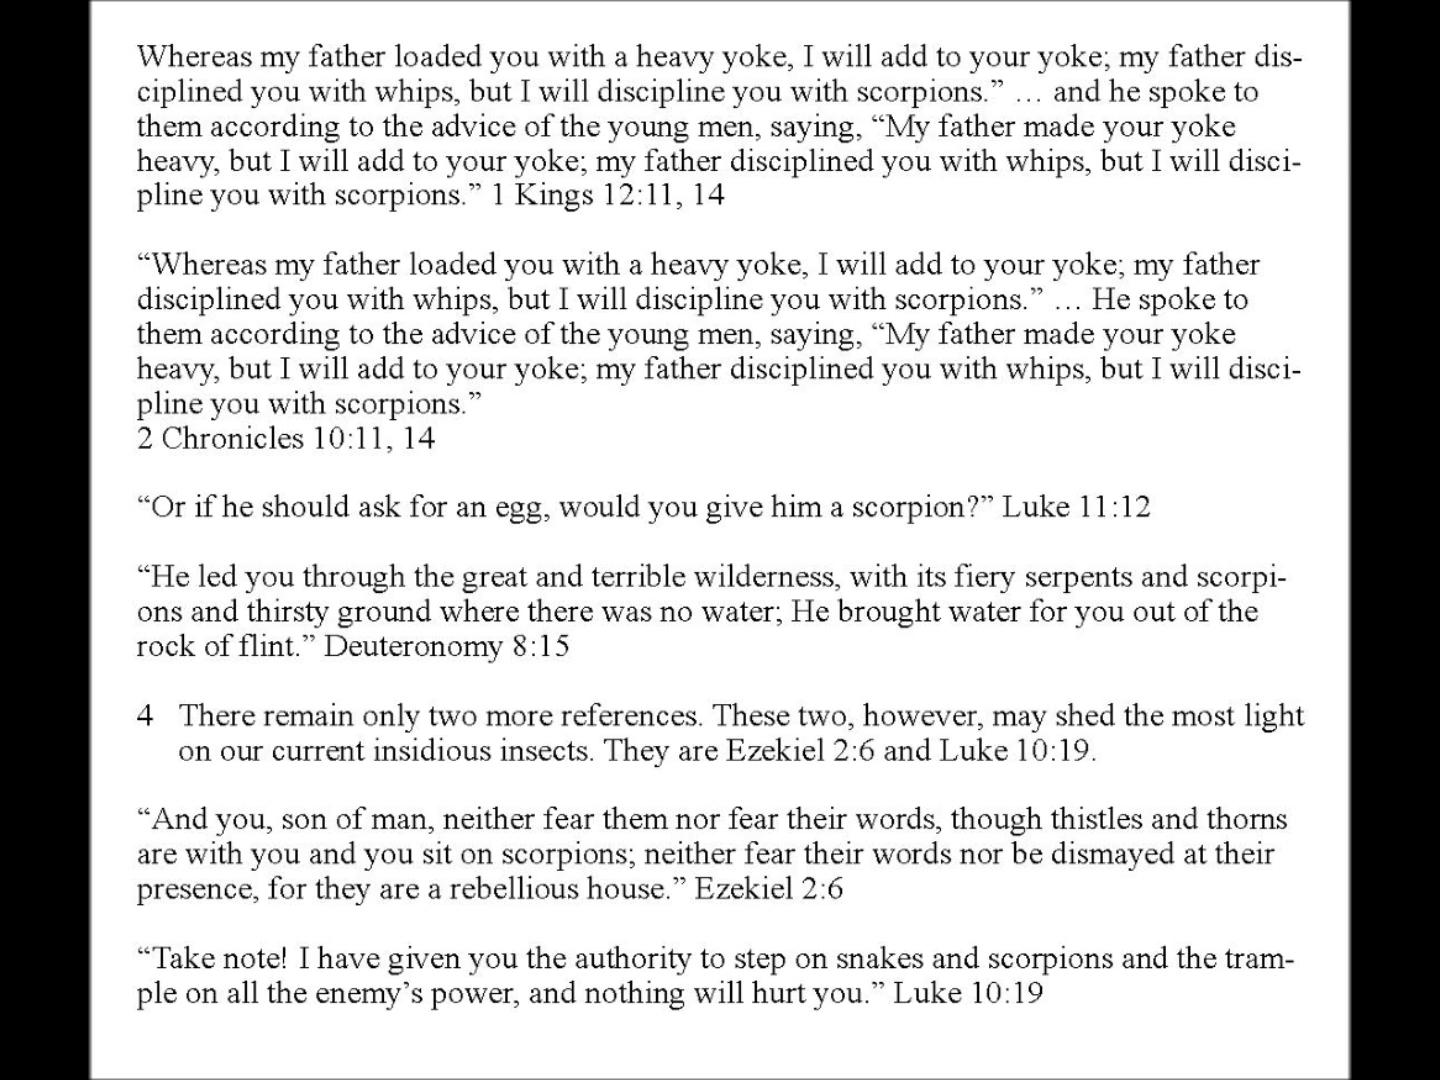 Whereas my father loaded you with a heavy yoke, I will add to your yoke; my father dis-
ciplined you with whips, but I will discipline you with scorpions.” … and he spoke to
them according to the advice of the young men, saying, “My father made your yoke
heavy, but I will add to your yoke; my father disciplined you with whips, but I will disci-
pline you with scorpions.” 1 Kings 12:11, 14
“Whereas my father loaded you with a heavy yoke, I will add to your yoke; my father
disciplined you with whips, but I will discipline you with scorpions.” … He spoke to
them according to the advice of the young men, saying, “My father made your yoke
heavy, but I will add to your yoke; my father disciplined you with whips, but I will disci-
pline you with scorpions.”
2 Chronicles 10:11, 14
“Or if he should ask for an egg, would you give him a scorpion?” Luke 11:12
“He led you through the great and terrible wilderness, with its fiery serpents and scorpi-
ons and thirsty ground where there was no water; He brought water for you out of the
rock of flint.” Deuteronomy 8:15
4 There remain only two more references. These two, however, may shed the most light
on our current insidious insects. They are Ezekiel 2:6 and Luke 10:19.
“And you, son of man, neither fear them nor fear their words, though thistles and thorns
are with you and you sit on scorpions; neither fear their words nor be dismayed at their
presence, for they are a rebellious house.” Ezekiel 2:6
“Take note! I have given you the authority to step on snakes and scorpions and the tram-
ple on all the enemy’s power, and nothing will hurt you.” Luke 10:19